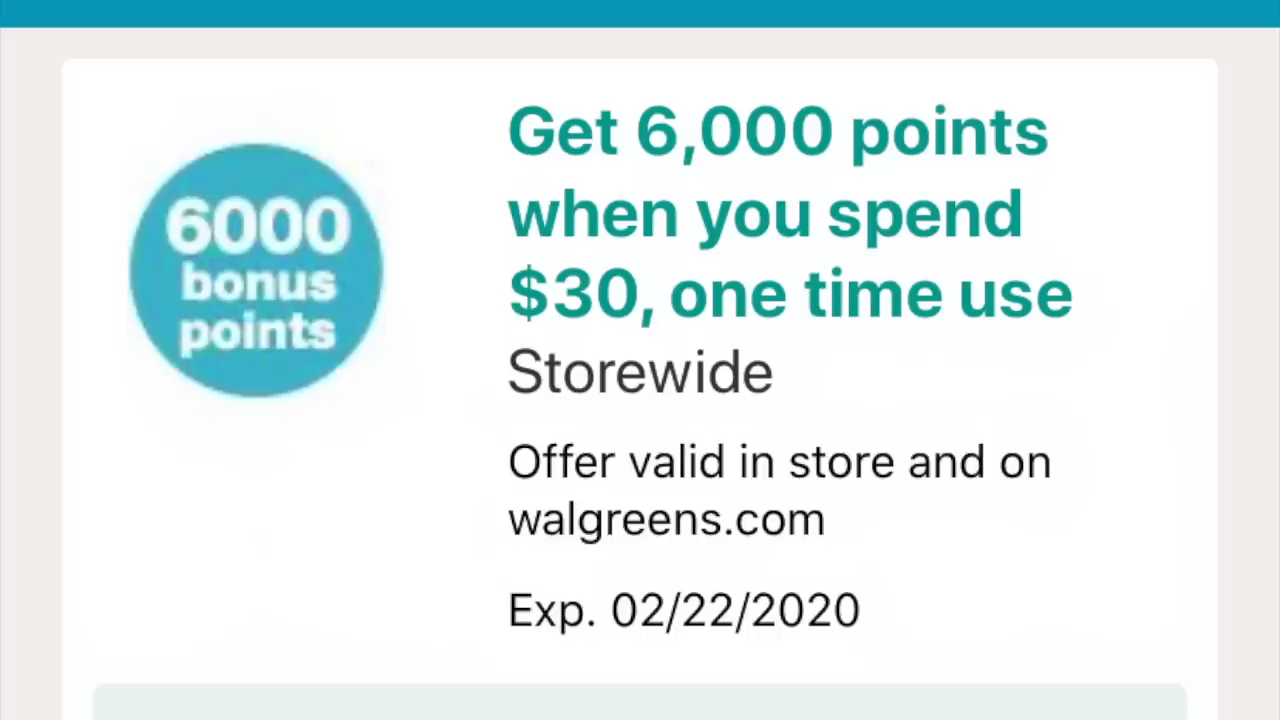 6000
bonus
points
Get 6,000 points
when you spend
$30, one time use
Storewide
Offer valid in store and on
walgreens.com
Exp. 02/22/2020